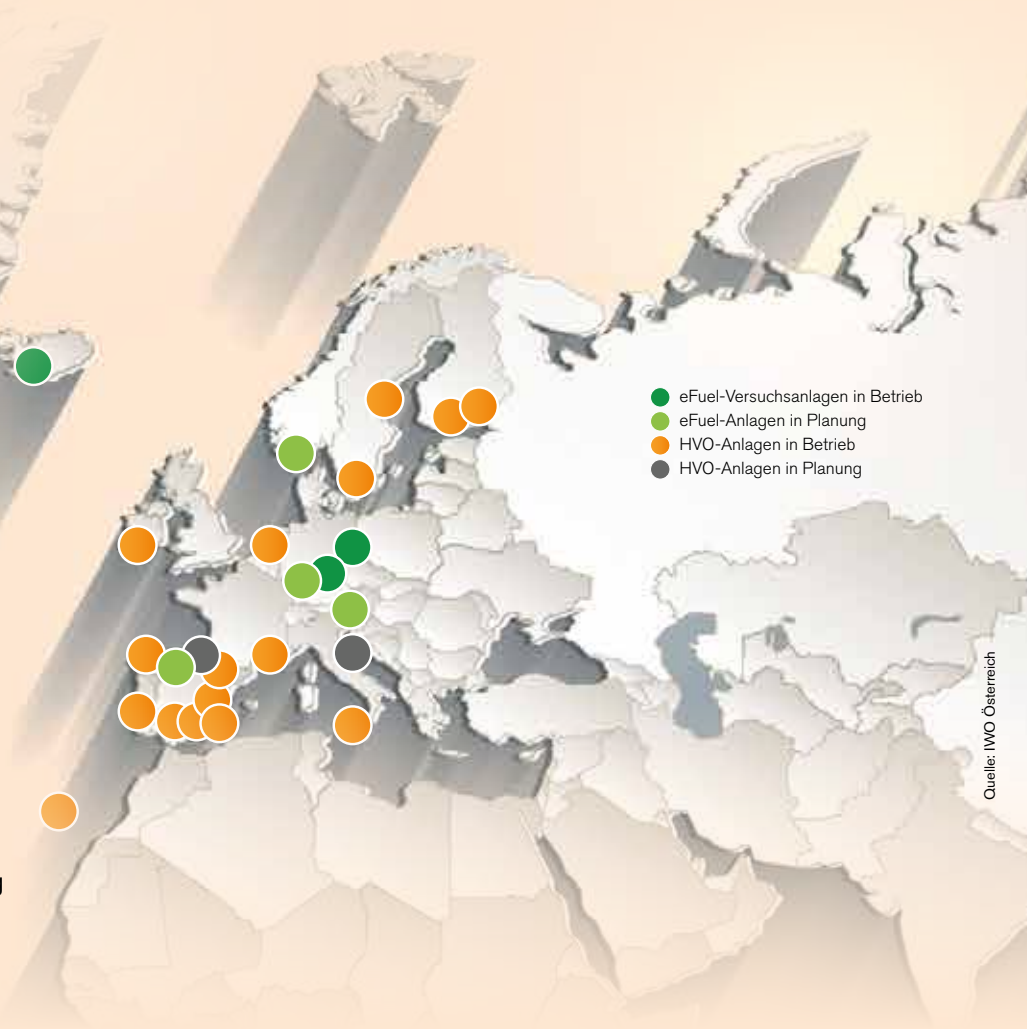 eFuel-Versuchsanlagen in Betrieb
eFuel-Anlagen in Planung
HVO-Anlagen in Betrieb
HVO-Anlagen in Planung
Quelle: IWO Österreich